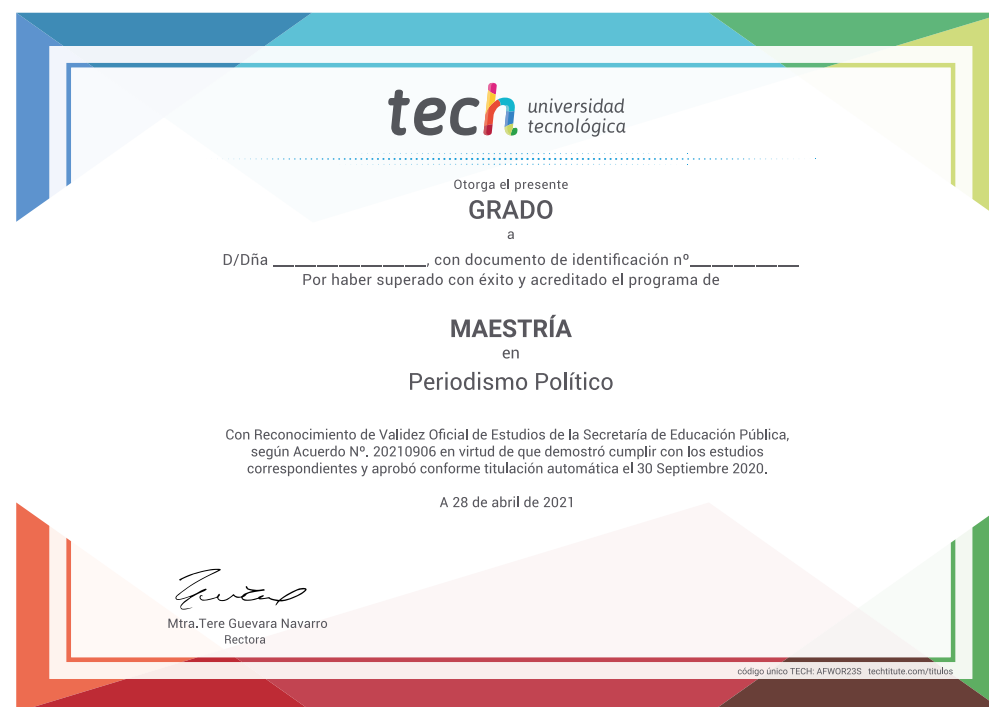 tech universidad
tecnológica
Otorga el presente
GRADO
a
D/Dña ______________, con documento de identificación nº__________
Por haber superado con éxito y acreditado el programa de
MAESTRÍA
en
Periodismo Político
Con Reconocimiento de Validez Oficial de Estudios de la Secretaría de Educación Pública,
según Acuerdo Nº. 20210906 en virtud de que demostró cumplir con los estudios
correspondientes y aprobó conforme titulación automática el 30 Septiembre 2020.
A 28 de abril de 2021
Mtra.Tere Guevara Navarro
Rectora
código único TECH: AFWOR23S techtitute.com/titulos